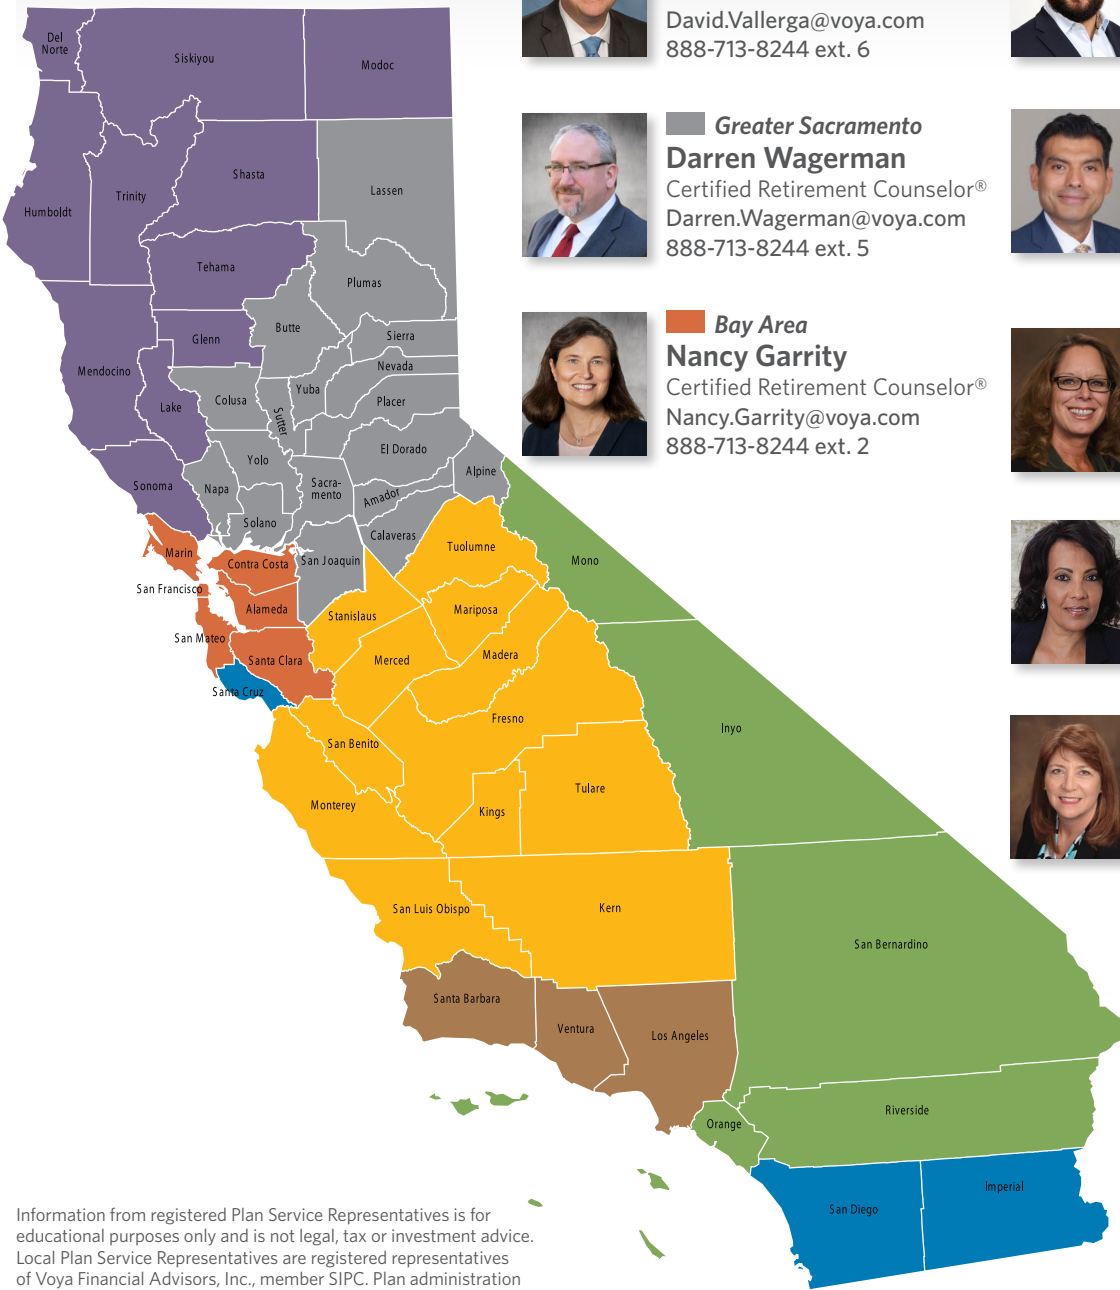 David.Vallerga@voya.com
888-713-8244 ext. 6
Greater Sacramento
Darren Wagerman
Certified Retirement Counselor®
Darren.Wagerman@voya.com
888-713-8244 ext. 5
Bay Area
Nancy Garrity
Certified Retirement Counselor®
Nancy.Garrity@voya.com
888-713-8244 ext. 2
Del
Norte
Siskiyou
Modoc
Humboldt
Trinity
Shasta
Lassen
Tehama
Plumas
Mendocino
Glenn
Butte
Sierra
Nevada
Lake
Colusa
Sutter
Yuba
Placer
El Dorado
Sonoma
Napa
Yolo
Sacra-
mento
Amador
Alpine
Solano
Calaveras
Marin
Contra Costa
San Joaquin
Tuolumne
Mono
San Francisco
Alameda
Stanislaus
Mariposa
San Mateo
Santa Clara
Merced
Madera
Santa Cruz
Fresno
Inyo
San Benito
Monterey
Kings
Tulare
San Luis Obispo
Kern
San Bernardino
Santa Barbara
Ventura
Los Angeles
Orange
Riverside
San Diego
Imperial
Information from registered Plan Service Representatives is for
educational purposes only and is not legal, tax or investment advice.
Local Plan Service Representatives are registered representatives
of Voya Financial Advisors, Inc., member SIPC. Plan administration